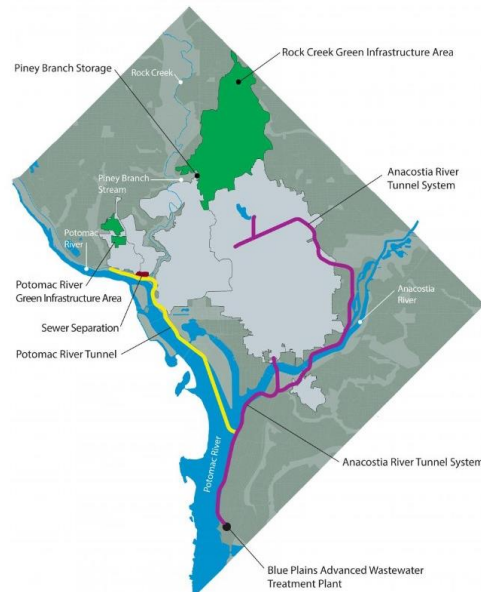 Rock Creek Green Infrastructure Area
Piney Branch Storage
Rock Creek
Piney Branch
Stream
Anacostia River
Tunnel System
Potomac
River
Potomac River
Green Infrastructure Area
Anacostia
River
Sewer Separation
Potomac River Tunnel
Potomac River
Anacostia River Tunnel System
Blue Plains Advanced Wastewater
Treatment Plant